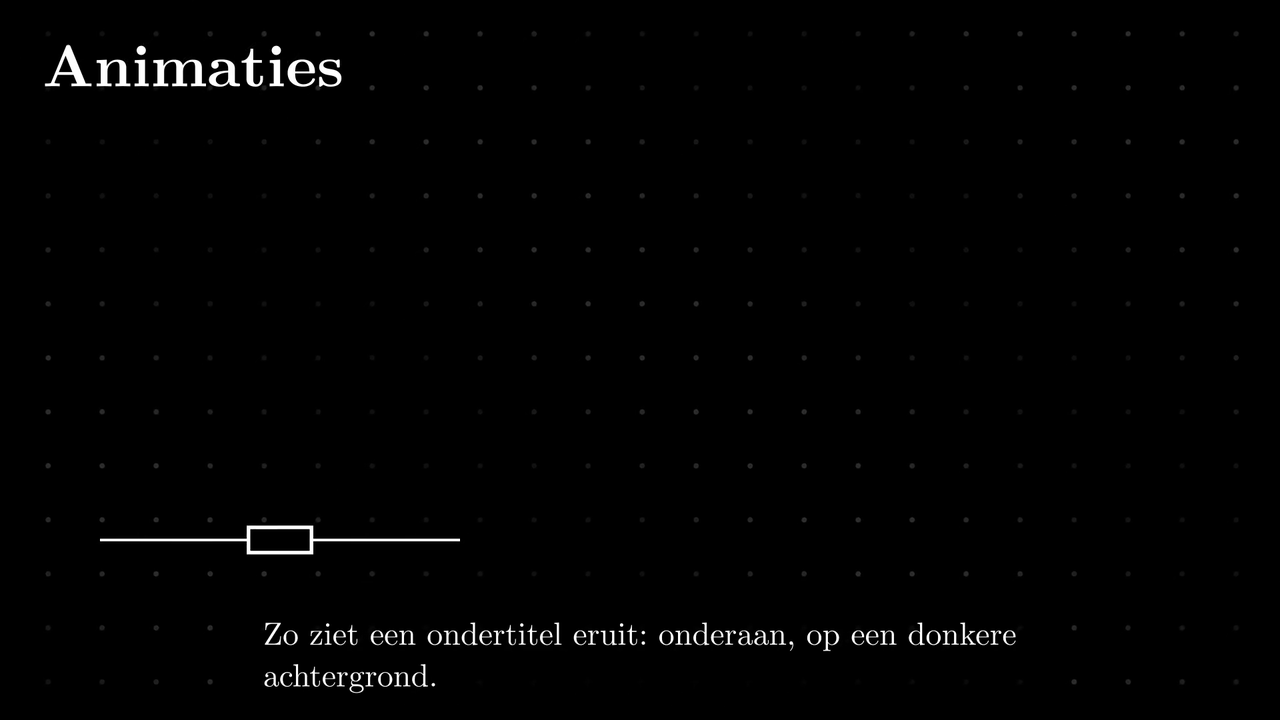 Animaties
Zo ziet een ondertitel eruit: onderaan, op een donkere
achtergrond.